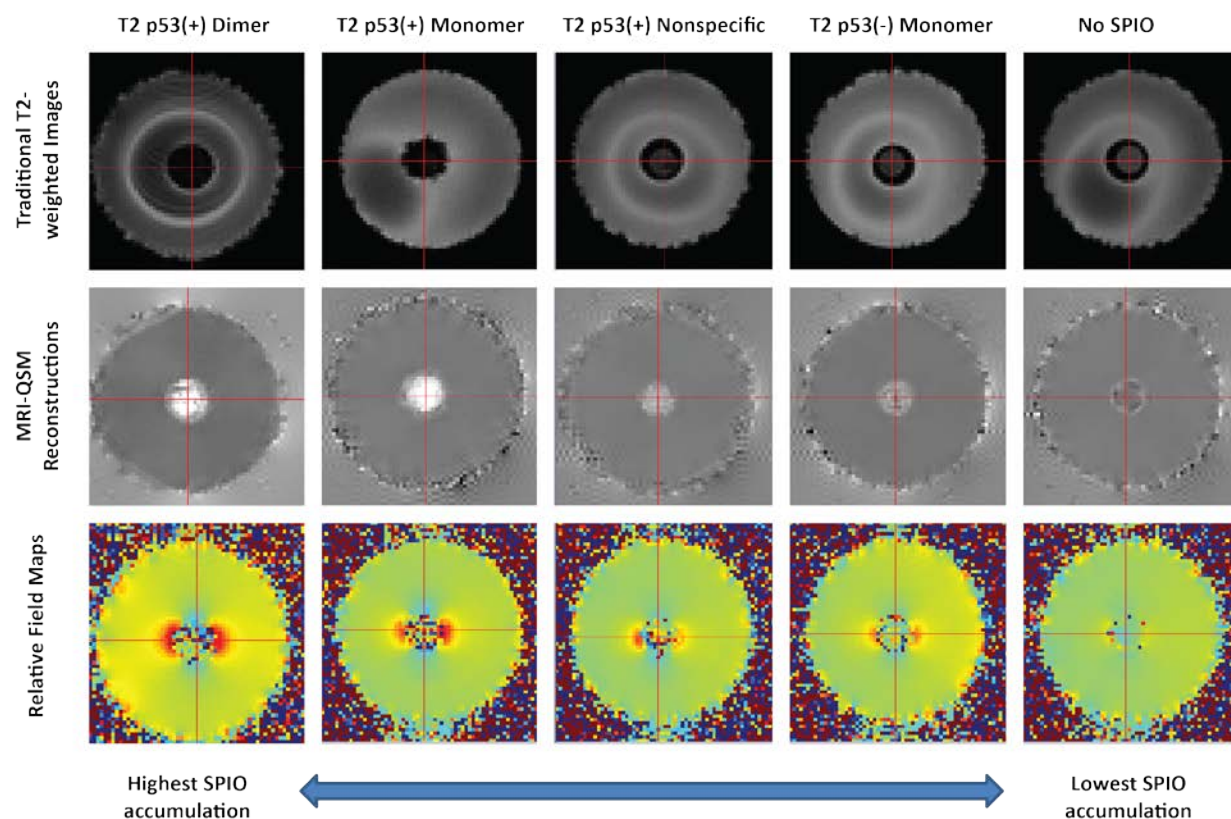 T2 p53(+) Dimer
T2 p53(+) Monomer
T2 p53(+) Nonspecific
T2 p53(-) Monomer
No SPIO
Traditional T2-
weighted Images
MRI-QSM
Reconstructions
Relative Field Maps
Highest SPIO
accumulation
Lowest SPIO
accumulation